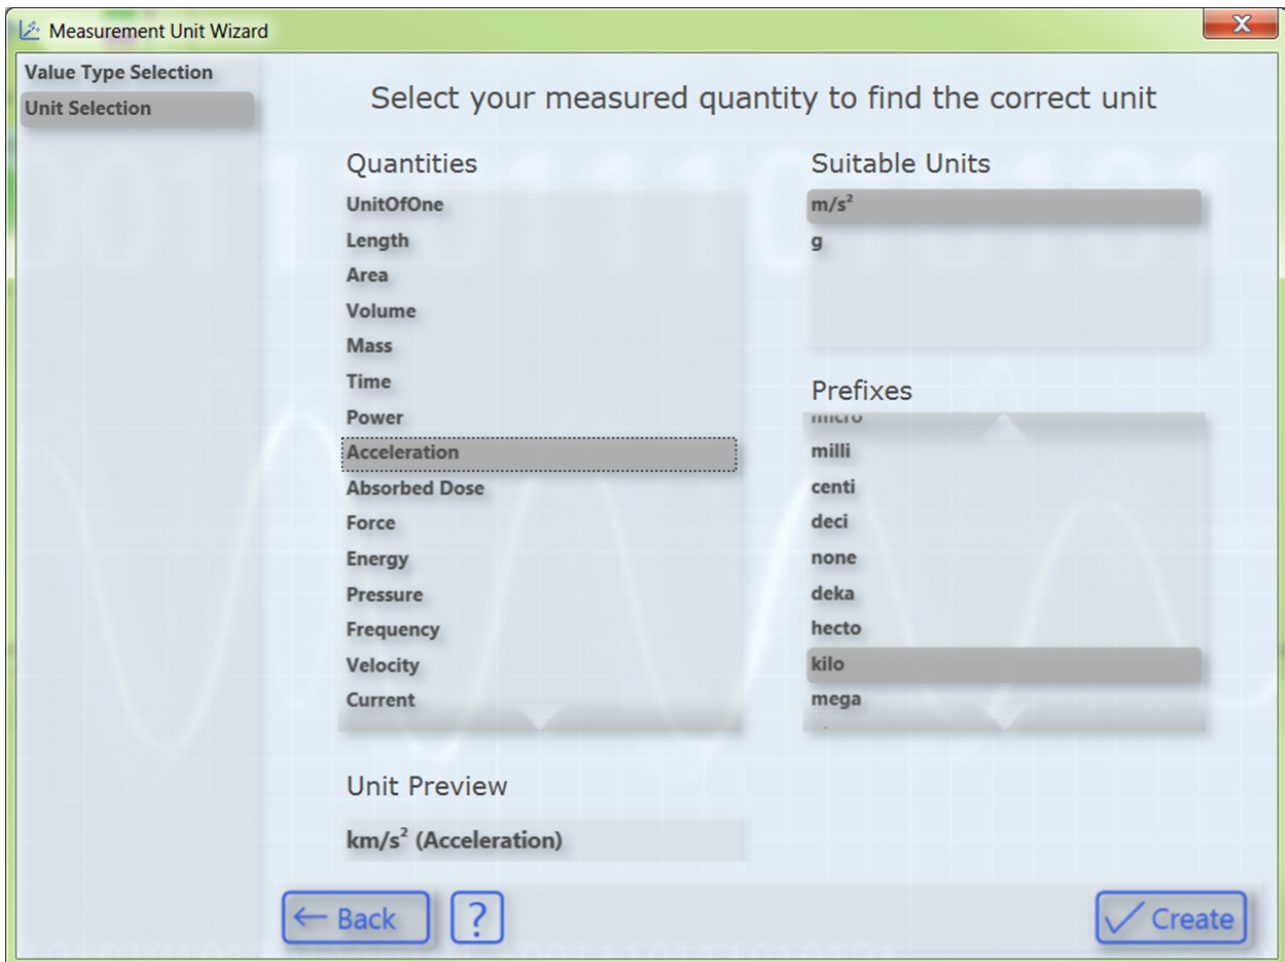 Measurement Unit Wizard
Value Type Selection
Unit Selection
Select your measured quantity to find the correct unit
Quantities
UnitOfOne
Length
Area
Volume
Mass
Time
Power
Acceleration
Absorbed Dose
Force
Energy
Pressure
Frequency
Velocity
Current
Suitable Units
m/s²
g
Prefixes
micro
milli
centi
deci
none
deka
hecto
kilo
mega
Unit Preview
km/s² (Acceleration)
← Back
?
✓ Create